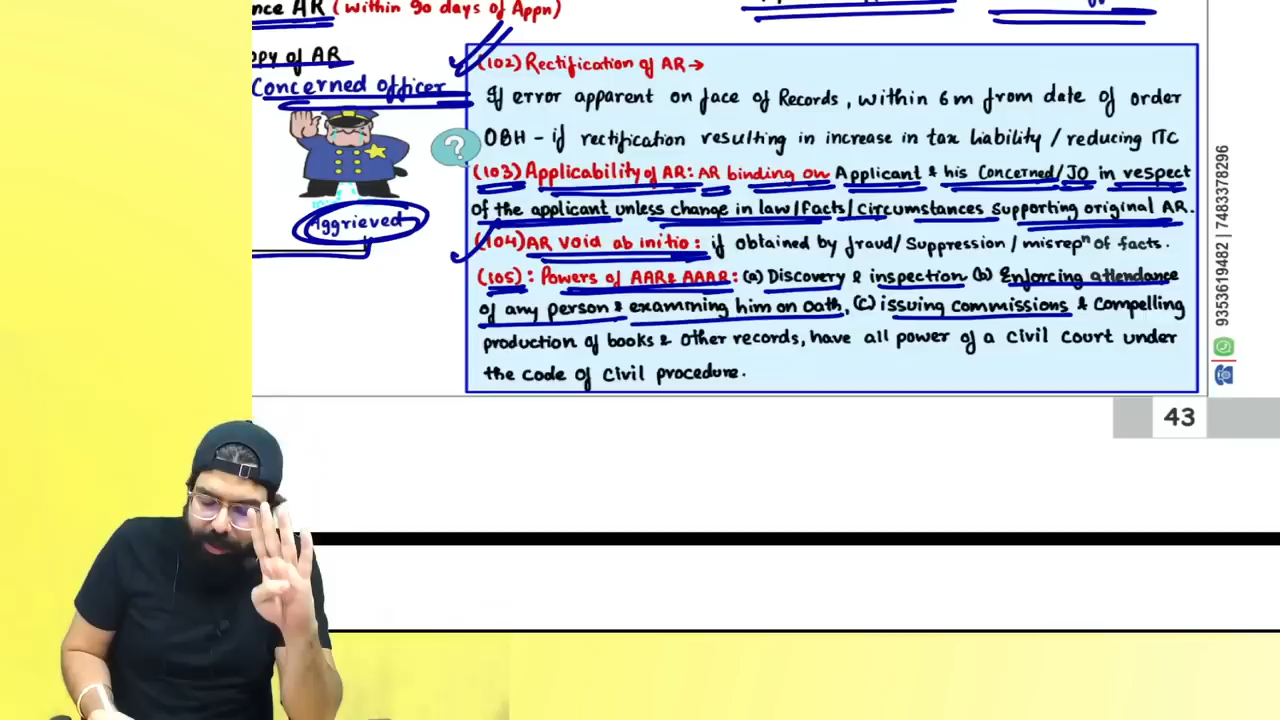 nce AR (within 90 days of Appn)
opy of AR
Concerned officer
Aggrieved
?
(102) Rectification of AR →
If error apparent on face of Records, within 6m from date of order
OBH - if rectification resulting in increase in tax liability / reducing ITC
(103) Applicability of AR: AR binding on Applicant & his Concerned/JO in respect
of the applicant unless change in law/facts/circumstances supporting original AR.
(104) AR void ab initio: if obtained by fraud/suppression/misrepⁿ of facts.
(105): Powers of AAR & AAAR: (a) Discovery & inspection (b) Enforcing attendance
of any person & examining him on oath, (c) issuing commissions & compelling
production of books & other records, have all power of a civil court under
the code of civil procedure.
9353619482 | 7483378296
43